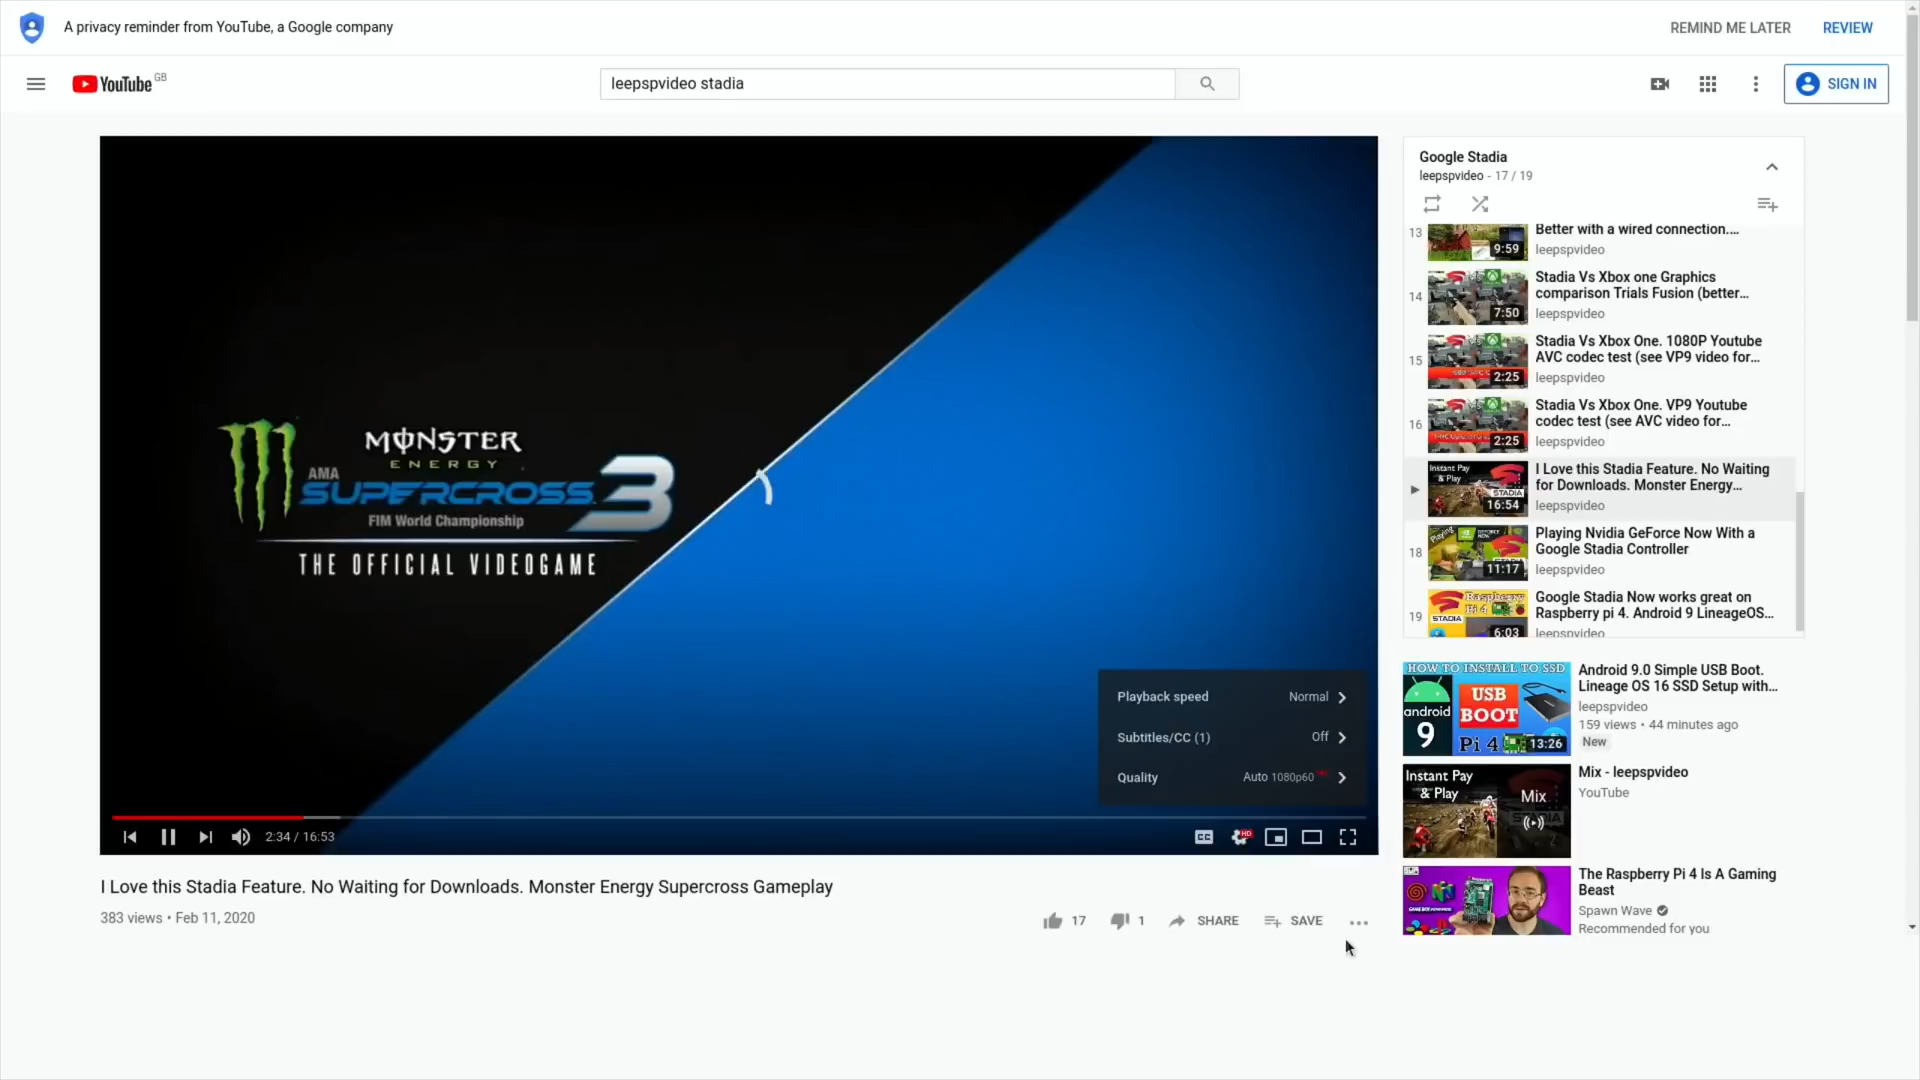 A privacy reminder from YouTube, a Google company
REMIND ME LATER
REVIEW
YouTube GB
leepspvideo stadia
SIGN IN
MONSTER
ENERGY
AMA
SUPERCROSS 3
FIM World Championship
THE OFFICIAL VIDEOGAME
Playback speed Normal
Subtitles/CC (1) Off
Quality Auto 1080p60
2:34 / 16:53
CC
HD
I Love this Stadia Feature. No Waiting for Downloads. Monster Energy Supercross Gameplay
383 views • Feb 11, 2020
17
1
SHARE
SAVE
Google Stadia
leepspvideo - 17 / 19
13
9:59
Better with a wired connection....
leepspvideo
14
7:50
Stadia Vs Xbox one Graphics
comparison Trials Fusion (better...
leepspvideo
15
2:25
Stadia Vs Xbox One. 1080P Youtube
AVC codec test (see VP9 video for...
leepspvideo
16
2:25
Stadia Vs Xbox One. VP9 Youtube
codec test (see AVC video for...
leepspvideo
Instant Pay
& Play
STADIA
16:54
I Love this Stadia Feature. No Waiting
for Downloads. Monster Energy...
leepspvideo
18
Playing
11:17
Playing Nvidia GeForce Now With a
Google Stadia Controller
leepspvideo
19
Raspberry
STADIA
6:03
Google Stadia Now works great on
Raspberry pi 4. Android 9 LineageOS...
leepspvideo
HOW TO INSTALL TO SSD
android
9
USB
BOOT
Pi 4
13:26
Android 9.0 Simple USB Boot.
Lineage OS 16 SSD Setup with...
leepspvideo
159 views • 44 minutes ago
New
Instant Pay
& Play
Mix
Mix - leepspvideo
YouTube
The Raspberry Pi 4 Is A Gaming
Beast
Spawn Wave
Recommended for you